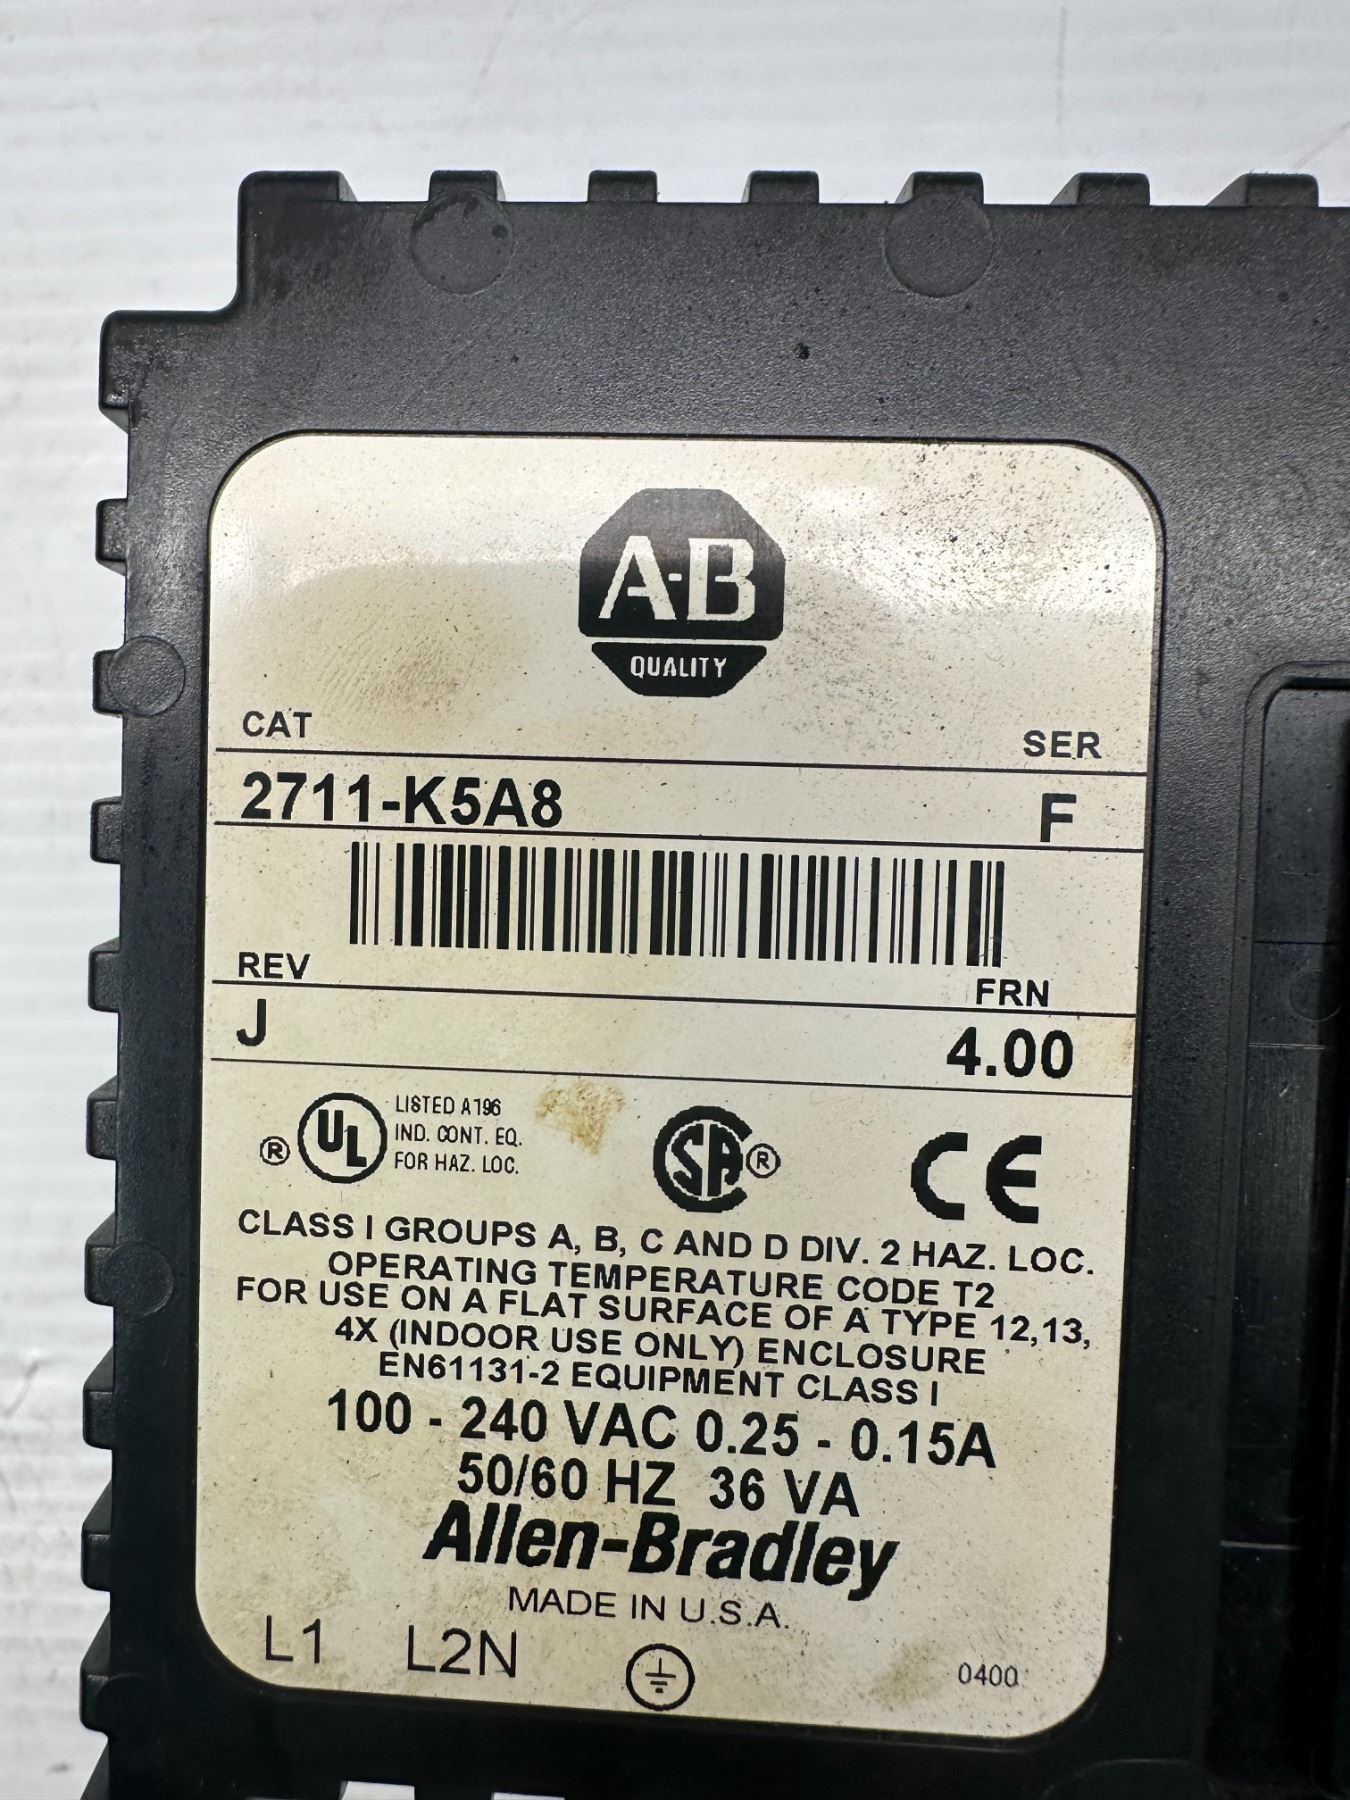 A-B
QUALITY
CAT SER
2711-K5A8 F
REV FRN
J 4.00
® UL LISTED A196
IND. CONT. EQ.
FOR HAZ. LOC.
SA ® CE
CLASS I GROUPS A, B, C AND D DIV. 2 HAZ. LOC.
OPERATING TEMPERATURE CODE T2
FOR USE ON A FLAT SURFACE OF A TYPE 12,13,
4X (INDOOR USE ONLY) ENCLOSURE
EN61131-2 EQUIPMENT CLASS I
100 - 240 VAC 0.25 - 0.15A
50/60 HZ 36 VA
Allen-Bradley
MADE IN U.S.A.
L1 L2N 0400